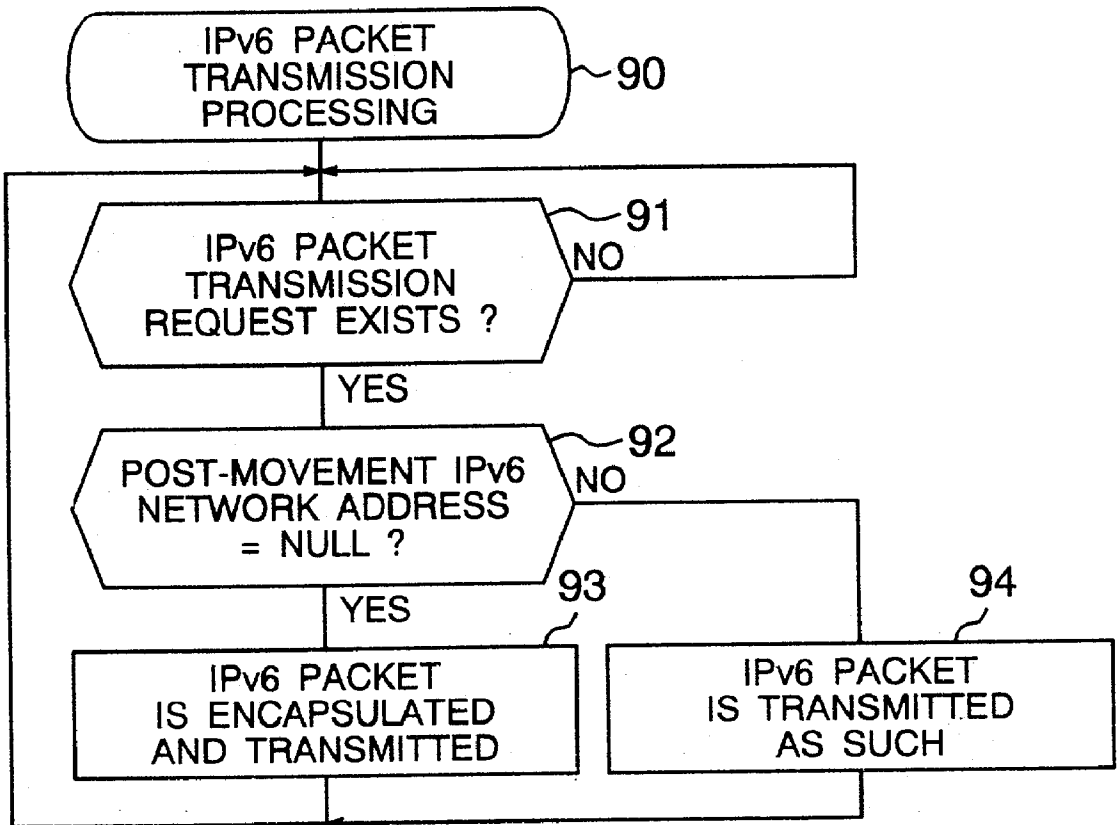 IPv6 PACKET
TRANSMISSION
PROCESSING
90
91
IPv6 PACKET
TRANSMISSION
REQUEST EXISTS ?
NO
YES
92
POST-MOVEMENT IPv6
NETWORK ADDRESS
= NULL ?
NO
YES
93
94
IPv6 PACKET
IS ENCAPSULATED
AND TRANSMITTED
IPv6 PACKET
IS TRANSMITTED
AS SUCH